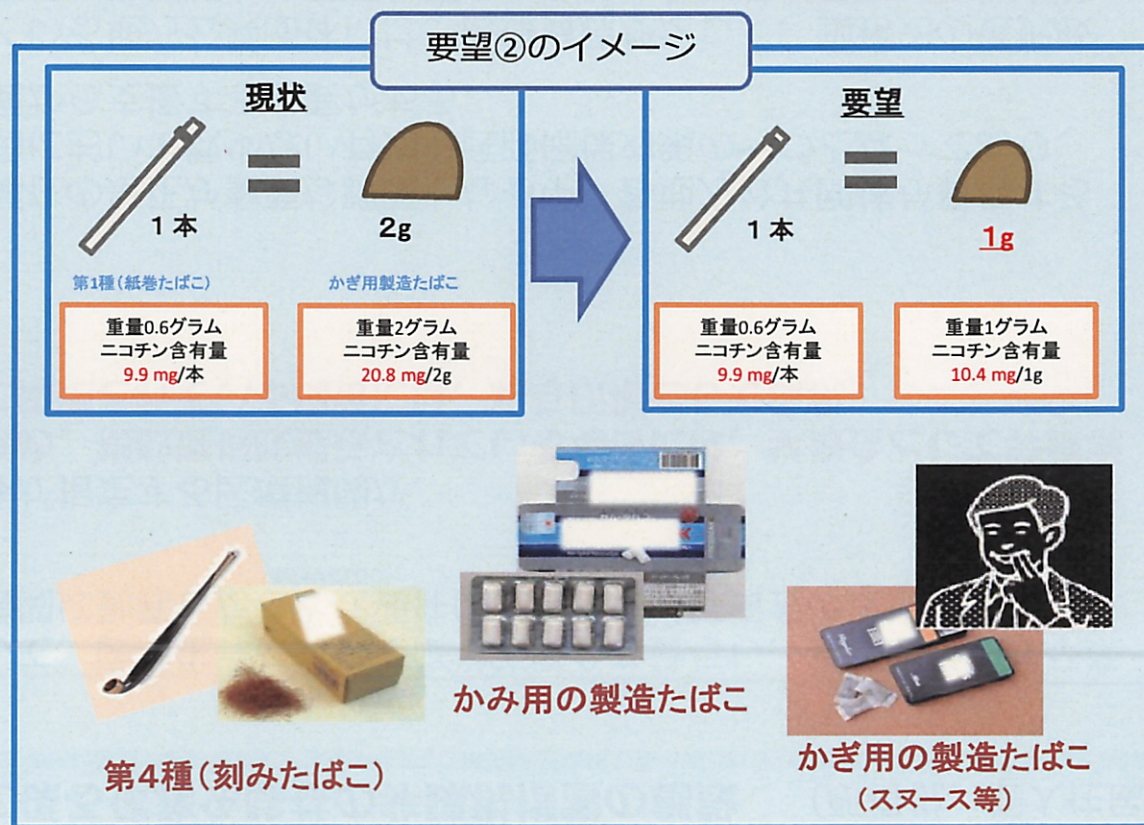 要望②のイメージ
現状
1本
2g
第1種(紙巻たばこ)
かぎ用製造たばこ
重量0.6グラム
ニコチン含有量
9.9 mg/本
重量2グラム
ニコチン含有量
20.8 mg/2g
要望
1本
1g
重量0.6グラム
ニコチン含有量
9.9 mg/本
重量1グラム
ニコチン含有量
10.4 mg/1g
第4種(刻みたばこ)
かみ用の製造たばこ
かぎ用の製造たばこ
(スヌース等)